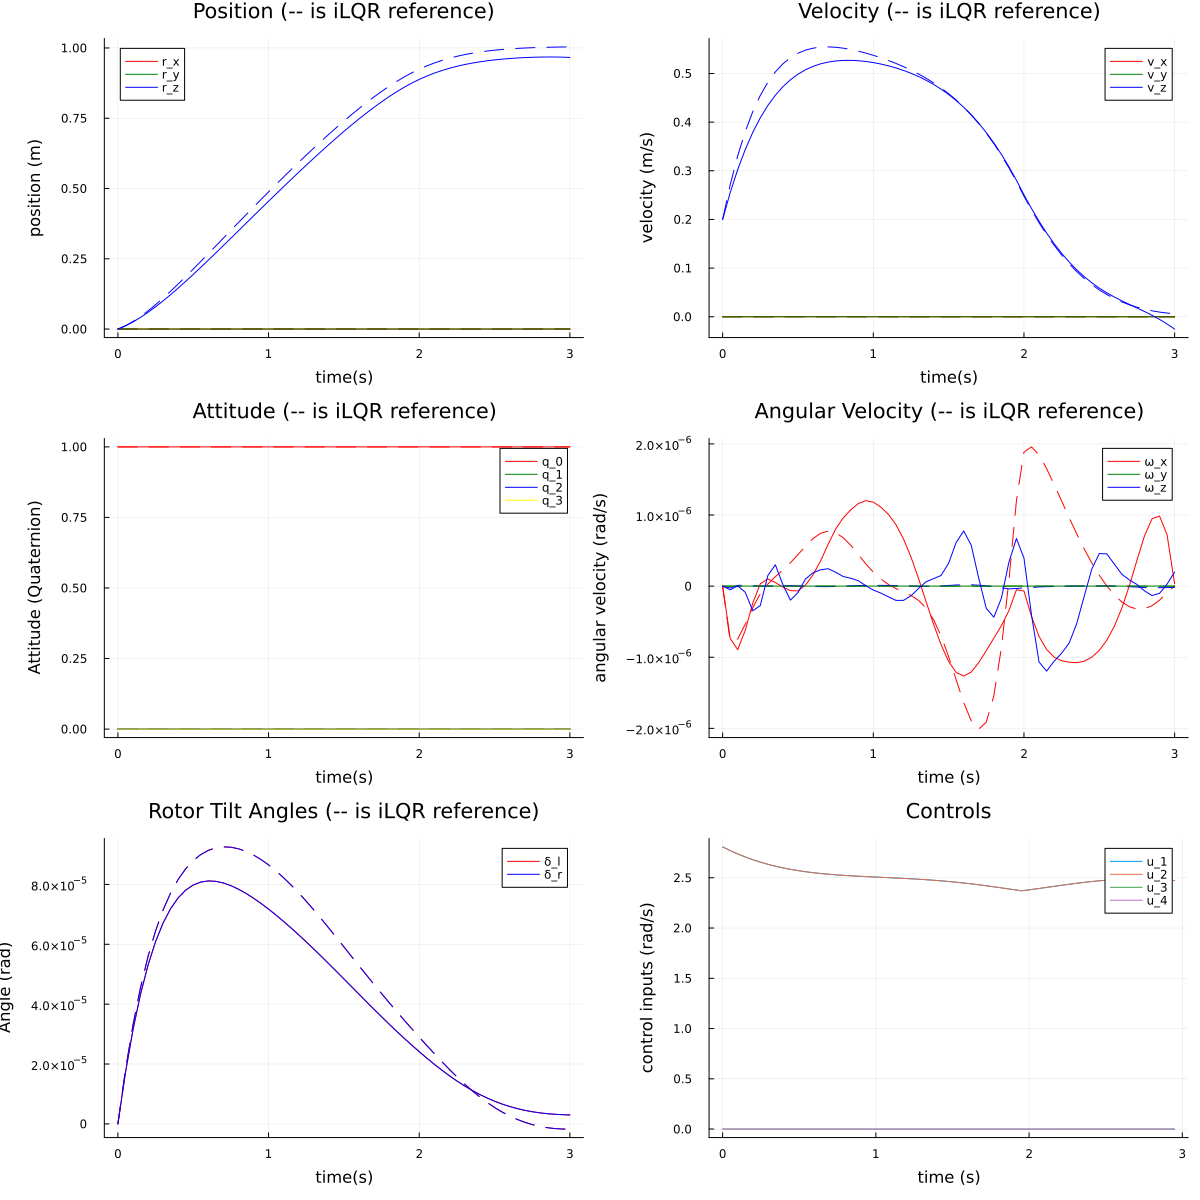 Position (-- is iLQR reference)
position (m)
1.00
0.75
0.50
0.25
0.00
r_x
r_y
r_z
0 1 2 3
time(s)
Velocity (-- is iLQR reference)
velocity (m/s)
0.5
0.4
0.3
0.2
0.1
0.0
v_x
v_y
v_z
0 1 2 3
time(s)
Attitude (-- is iLQR reference)
Attitude (Quaternion)
1.00
0.75
0.50
0.25
0.00
q_0
q_1
q_2
q_3
0 1 2 3
time(s)
Angular Velocity (-- is iLQR reference)
angular velocity (rad/s)
2.0×10⁻⁶
1.0×10⁻⁶
0
−1.0×10⁻⁶
−2.0×10⁻⁶
ω_x
ω_y
ω_z
0 1 2 3
time (s)
Rotor Tilt Angles (-- is iLQR reference)
Angle (rad)
8.0×10⁻⁵
6.0×10⁻⁵
4.0×10⁻⁵
2.0×10⁻⁵
0
δ_l
δ_r
0 1 2 3
time(s)
Controls
control inputs (rad/s)
2.5
2.0
1.5
1.0
0.5
0.0
u_1
u_2
u_3
u_4
0 1 2 3
time (s)